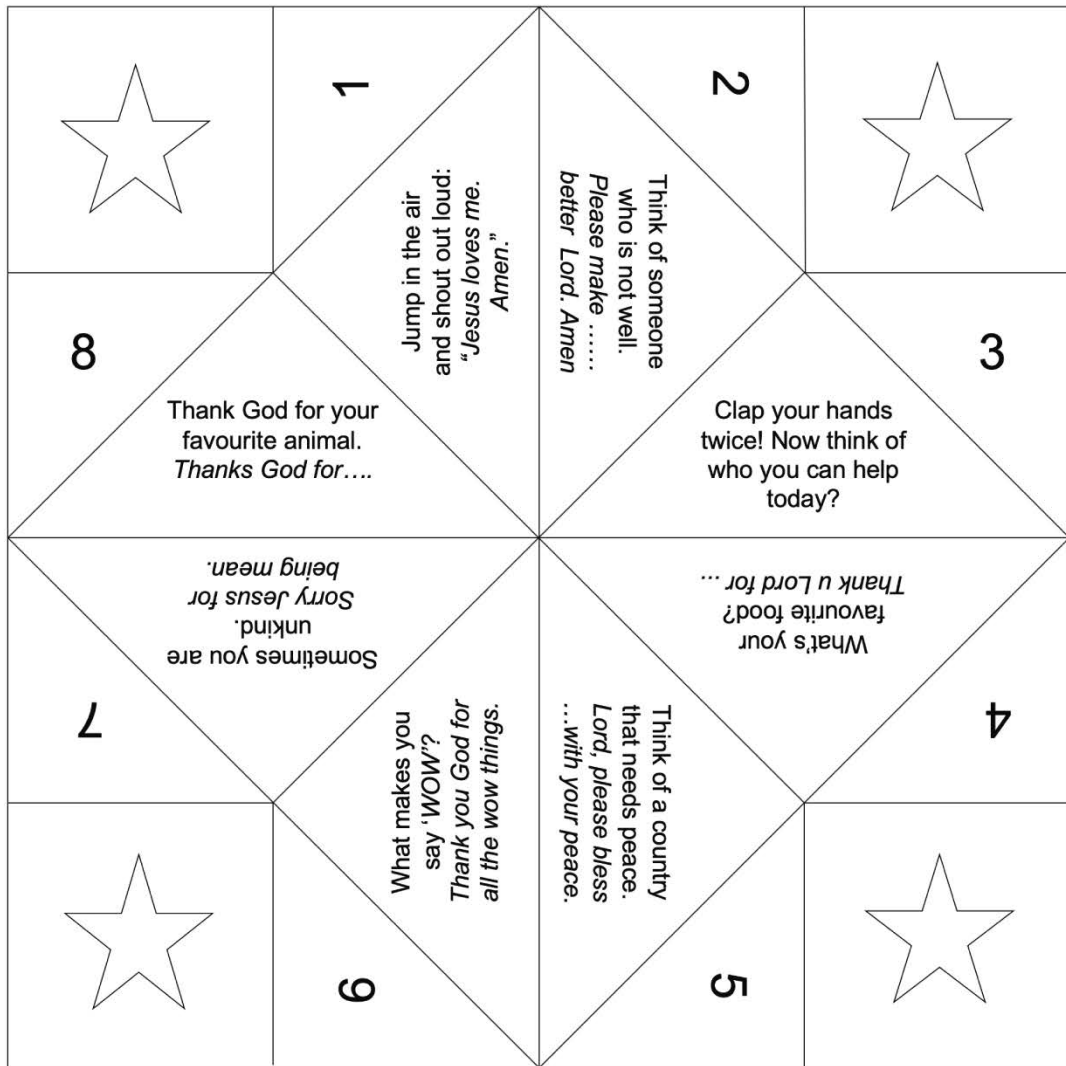 1
Jump in the air
and shout out loud:
“Jesus loves me.
Amen.”
2
Think of someone
who is not well.
Please make ……
better Lord. Amen
3
Clap your hands
twice! Now think of
who you can help
today?
4
What’s your
favourite food?
Thank u Lord for …
5
Think of a country
that needs peace.
Lord, please bless
…with your peace.
6
What makes you
say ‘WOW’?
Thank you God for
all the wow things.
7
Sometimes you are
unkind.
Sorry Jesus for
being mean.
8
Thank God for your
favourite animal.
Thanks God for….